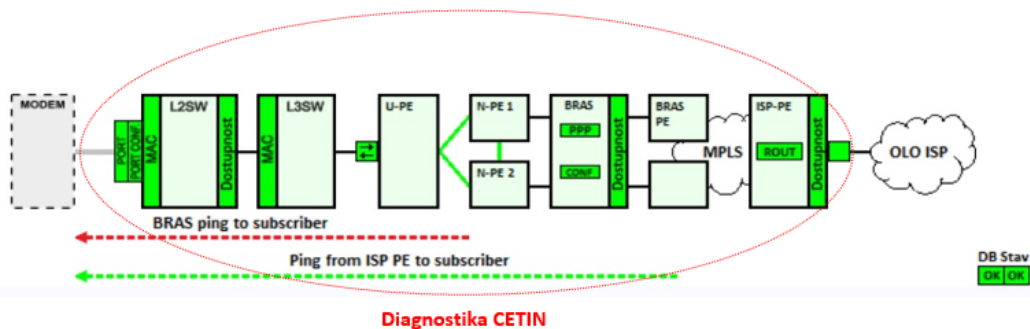 MODEM
PORT
PORT CONF.
MAC
L2SW
Dostupnost
MAC
L3SW
U-PE
N-PE 1
N-PE 2
BRAS
PPP
CONF
Dostupnost
BRAS
PE
MPLS
ISP-PE
ROUT
Dostupnost
OLO ISP
BRAS ping to subscriber
Ping from ISP PE to subscriber
DB Stav
OK OK
Diagnostika CETIN